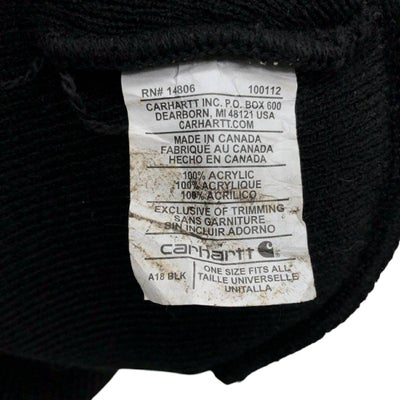 RN# 14806 100112
CARHARTT INC. P.O. BOX 600
DEARBORN, MI 48121 USA
CARHARTT.COM
MADE IN CANADA
FABRIQUE AU CANADA
HECHO EN CANADA
100% ACRYLIC
100% ACRYLIQUE
100% ACRILICO
EXCLUSIVE OF TRIMMING
SANS GARNITURE
SIN INCLUIR ADORNO
carhartt
A18 BLK
ONE SIZE FITS ALL
TAILLE UNIVERSELLE
UNITALLA